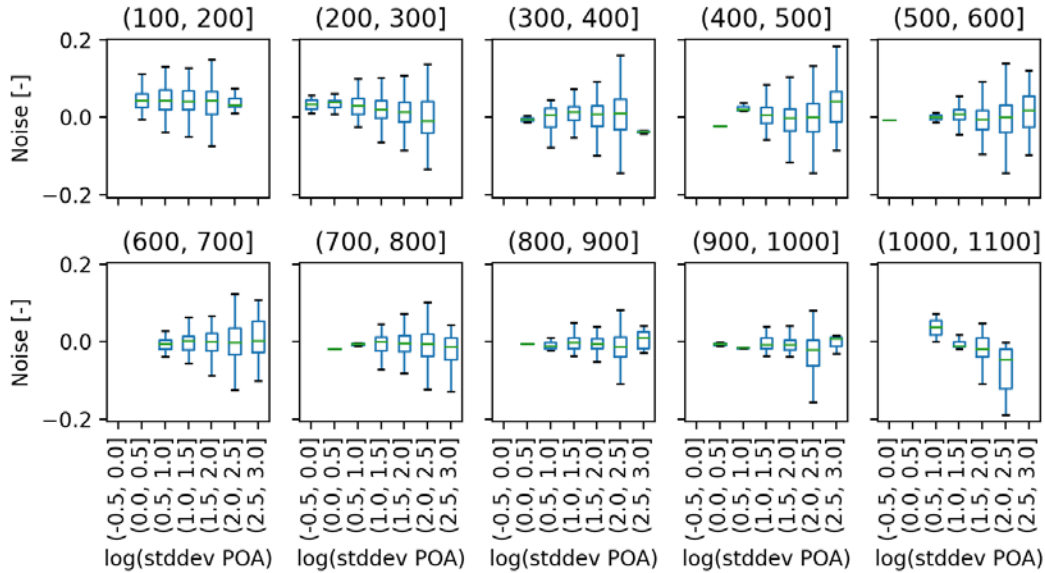 (100, 200] (200, 300] (300, 400] (400, 500] (500, 600]
0.2
Noise [-]
0.0
−0.2
(600, 700] (700, 800] (800, 900] (900, 1000] (1000, 1100]
0.2
Noise [-]
0.0
−0.2
(-0.5, 0.0] (0.0, 0.5] (0.5, 1.0] (1.0, 1.5] (1.5, 2.0] (2.0, 2.5] (2.5, 3.0]
(-0.5, 0.0] (0.0, 0.5] (0.5, 1.0] (1.0, 1.5] (1.5, 2.0] (2.0, 2.5] (2.5, 3.0]
(-0.5, 0.0] (0.0, 0.5] (0.5, 1.0] (1.0, 1.5] (1.5, 2.0] (2.0, 2.5] (2.5, 3.0]
(-0.5, 0.0] (0.0, 0.5] (0.5, 1.0] (1.0, 1.5] (1.5, 2.0] (2.0, 2.5] (2.5, 3.0]
(-0.5, 0.0] (0.0, 0.5] (0.5, 1.0] (1.0, 1.5] (1.5, 2.0] (2.0, 2.5] (2.5, 3.0]
log(stddev POA) log(stddev POA) log(stddev POA) log(stddev POA) log(stddev POA)